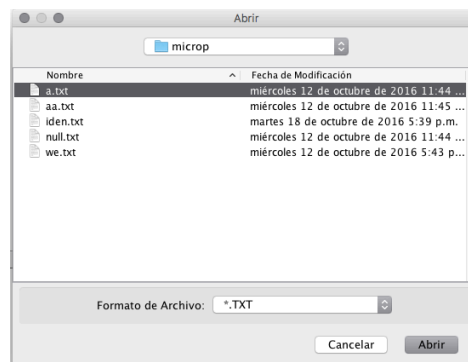 Abrir
microp
Nombre Fecha de Modificación
a.txt miércoles 12 de octubre de 2016 11:44 ...
aa.txt miércoles 12 de octubre de 2016 11:45 ...
iden.txt martes 18 de octubre de 2016 5:39 p.m.
null.txt miércoles 12 de octubre de 2016 11:44 ...
we.txt miércoles 12 de octubre de 2016 5:43 p...
Formato de Archivo: *.TXT
Cancelar Abrir